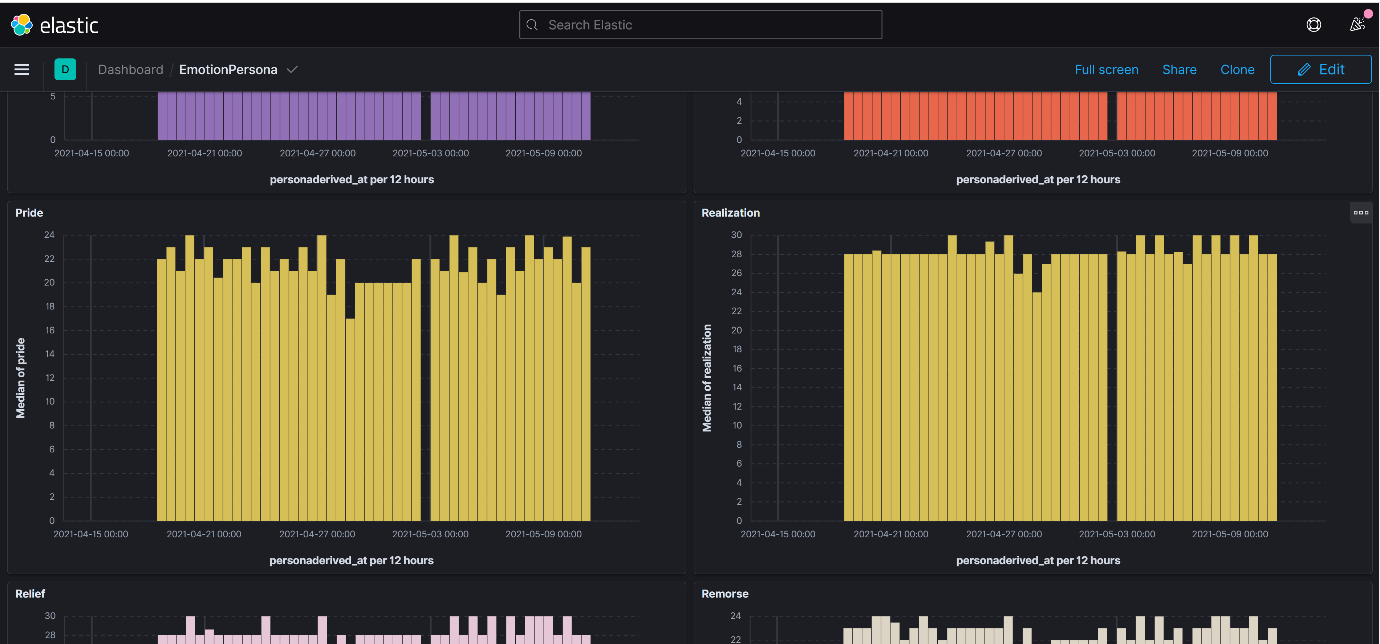 elastic
Search Elastic
D
Dashboard / EmotionPersona
Full screen
Share
Clone
Edit
5
0
2021-04-15 00:00 2021-04-21 00:00 2021-04-27 00:00 2021-05-03 00:00 2021-05-09 00:00
personaderived_at per 12 hours
4
2
0
2021-04-15 00:00 2021-04-21 00:00 2021-04-27 00:00 2021-05-03 00:00 2021-05-09 00:00
personaderived_at per 12 hours
Pride
Median of pride
24
22
20
18
16
14
12
10
8
6
4
2
0
2021-04-15 00:00 2021-04-21 00:00 2021-04-27 00:00 2021-05-03 00:00 2021-05-09 00:00
personaderived_at per 12 hours
Realization
Median of realization
30
28
26
24
22
20
18
16
14
12
10
8
6
4
2
0
2021-04-15 00:00 2021-04-21 00:00 2021-04-27 00:00 2021-05-03 00:00 2021-05-09 00:00
personaderived_at per 12 hours
Relief
30
28
Remorse
24
22